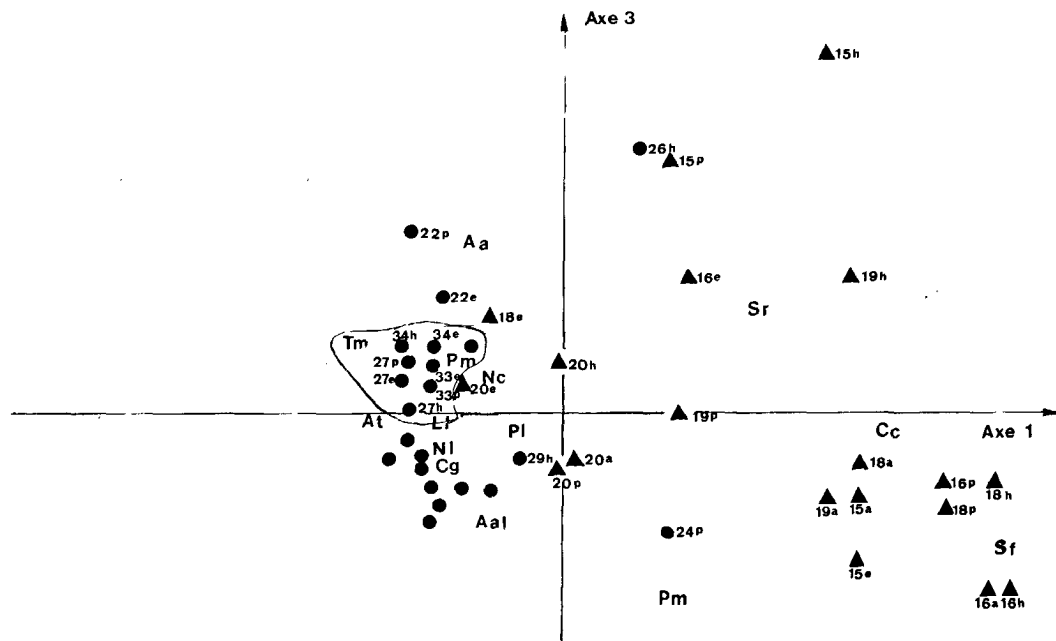 Axe 3
15h
26h
15p
22p
Aa
16e
19h
Sr
22e
18e
Tm
34h
34e
27p
Pm
20h
27e
33e
Nc
20e
33p
27h
Lt
At
19p
Pl
Cc
Axe 1
Nl
29h
20a
Cg
20p
18a
16p
18h
19a
15a
18p
Aal
24p
Sf
15e
Pm
16a
16h